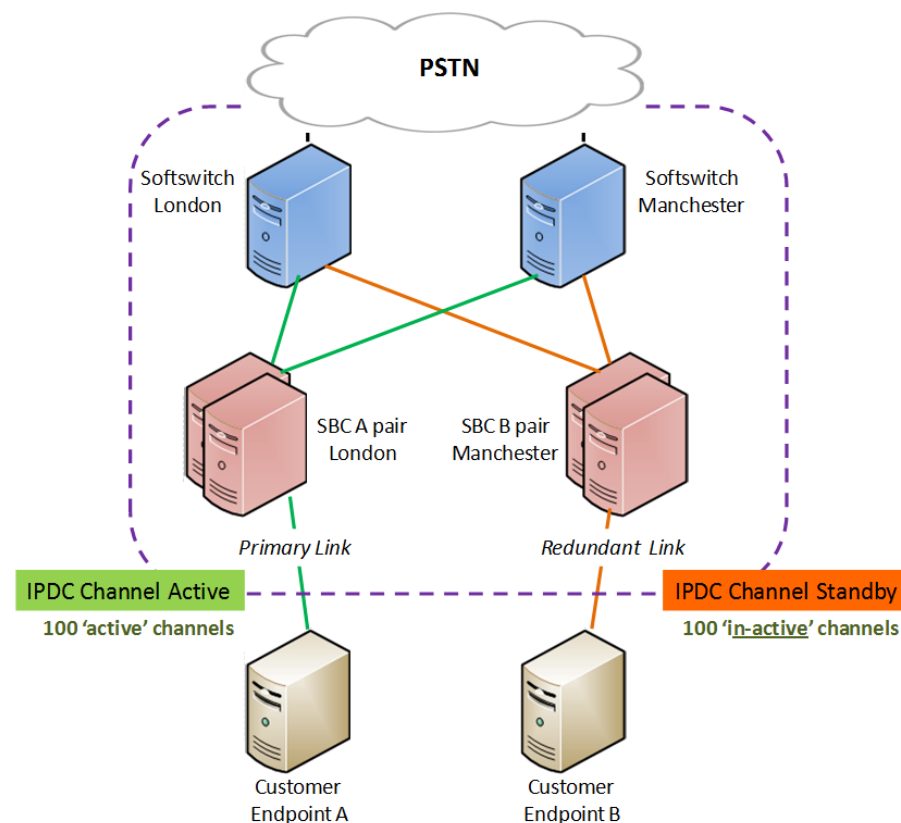 PSTN
Softswitch
London
Softswitch
Manchester
SBC A pair
London
SBC B pair
Manchester
Primary Link
Redundant Link
IPDC Channel Active
IPDC Channel Standby
100 ‘active’ channels
100 ‘in-active’ channels
Customer
Endpoint A
Customer
Endpoint B